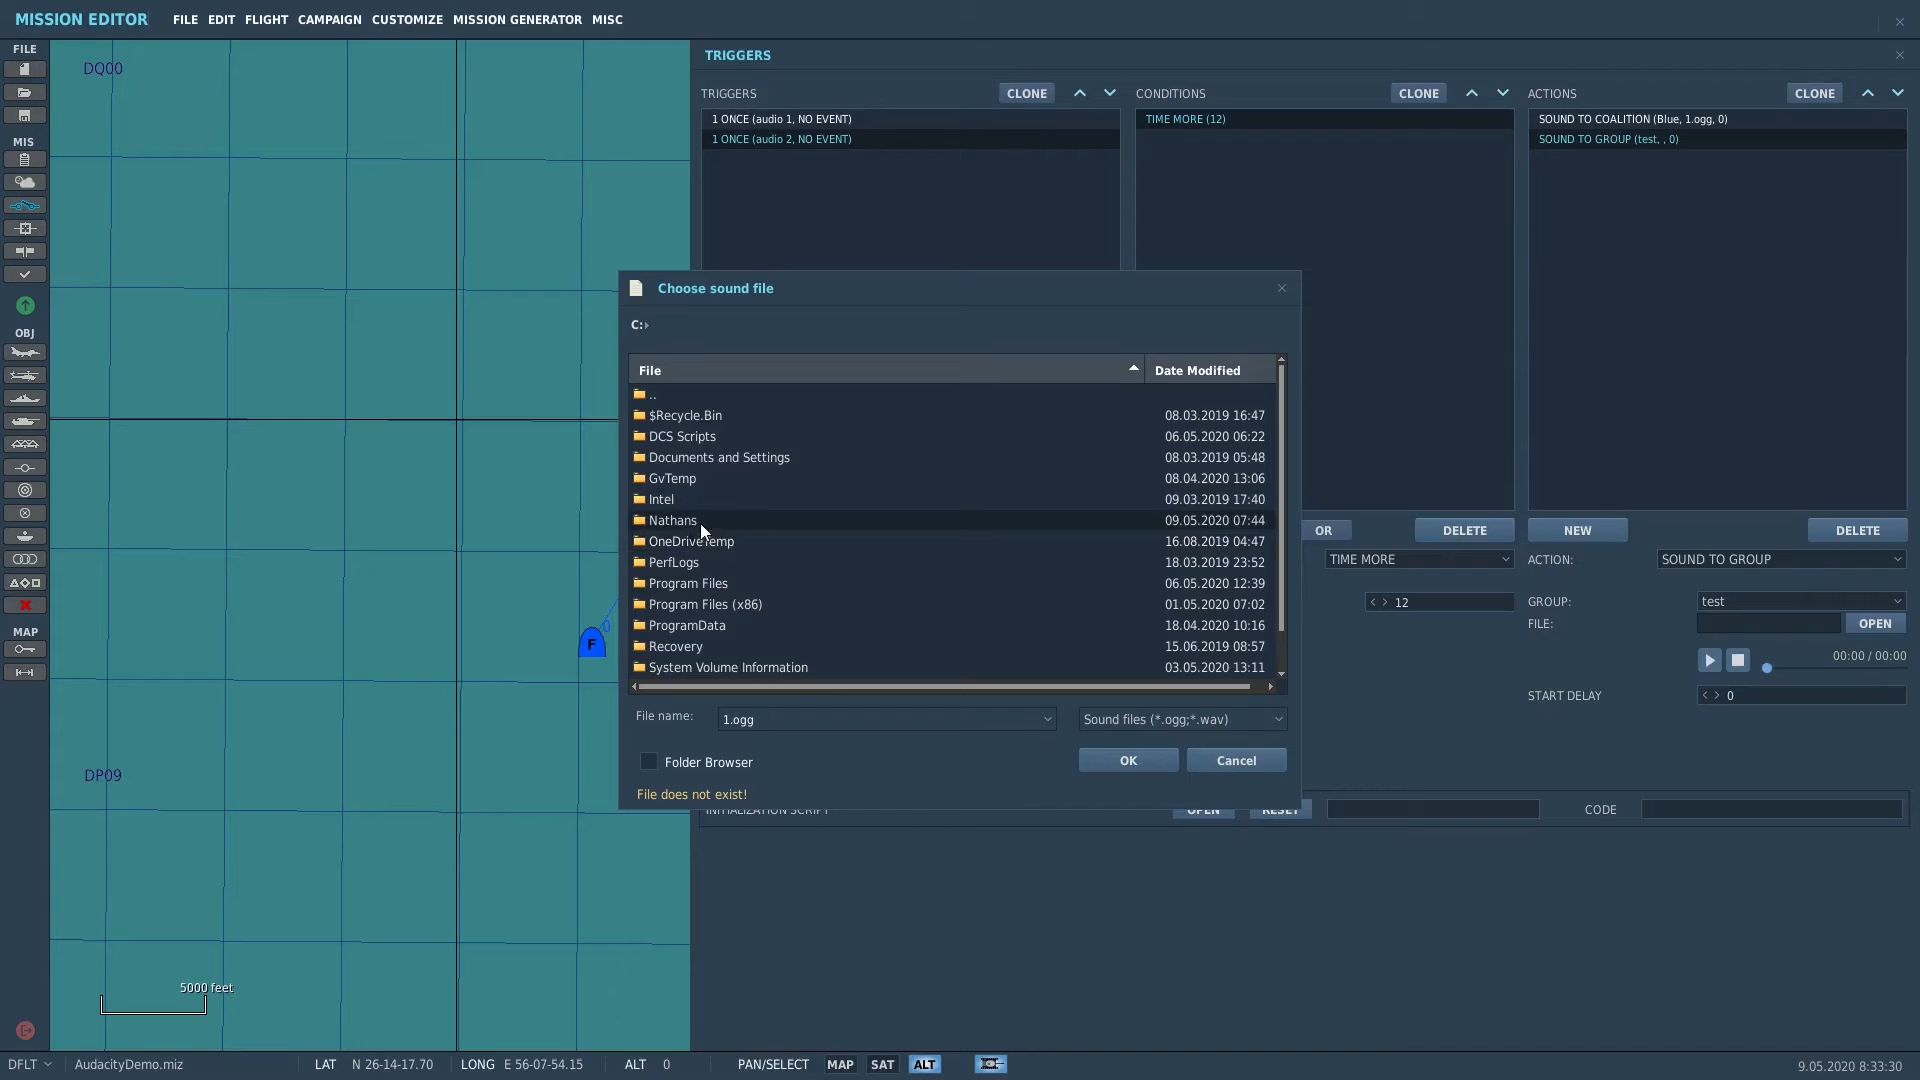 MISSION EDITOR FILE EDIT FLIGHT CAMPAIGN CUSTOMIZE MISSION GENERATOR MISC
FILE
MIS
OBJ
MAP
DQ00
DP09
F
0
5000 feet
TRIGGERS
TRIGGERS CLONE
1 ONCE (audio 1, NO EVENT)
1 ONCE (audio 2, NO EVENT)
CONDITIONS CLONE
TIME MORE (12)
ACTIONS CLONE
SOUND TO COALITION (Blue, 1.ogg, 0)
SOUND TO GROUP (test, , 0)
Choose sound file
C:
File Date Modified
..
$Recycle.Bin 08.03.2019 16:47
DCS Scripts 06.05.2020 06:22
Documents and Settings 08.03.2019 05:48
GvTemp 08.04.2020 13:06
Intel 09.03.2019 17:40
Nathans 09.05.2020 07:44
OneDriveTemp 16.08.2019 04:47
PerfLogs 18.03.2019 23:52
Program Files 06.05.2020 12:39
Program Files (x86) 01.05.2020 07:02
ProgramData 18.04.2020 10:16
Recovery 15.06.2019 08:57
System Volume Information 03.05.2020 13:11
File name: 1.ogg Sound files (*.ogg;*.wav)
Folder Browser OK Cancel
File does not exist!
OR DELETE
TIME MORE
12
NEW DELETE
ACTION: SOUND TO GROUP
GROUP: test
FILE: OPEN
00:00 / 00:00
START DELAY 0
INITIALIZATION SCRIPT OPEN RESET CODE
DFLT AudacityDemo.miz LAT N 26-14-17.70 LONG E 56-07-54.15 ALT 0 PAN/SELECT MAP SAT ALT 9.05.2020 8:33:30